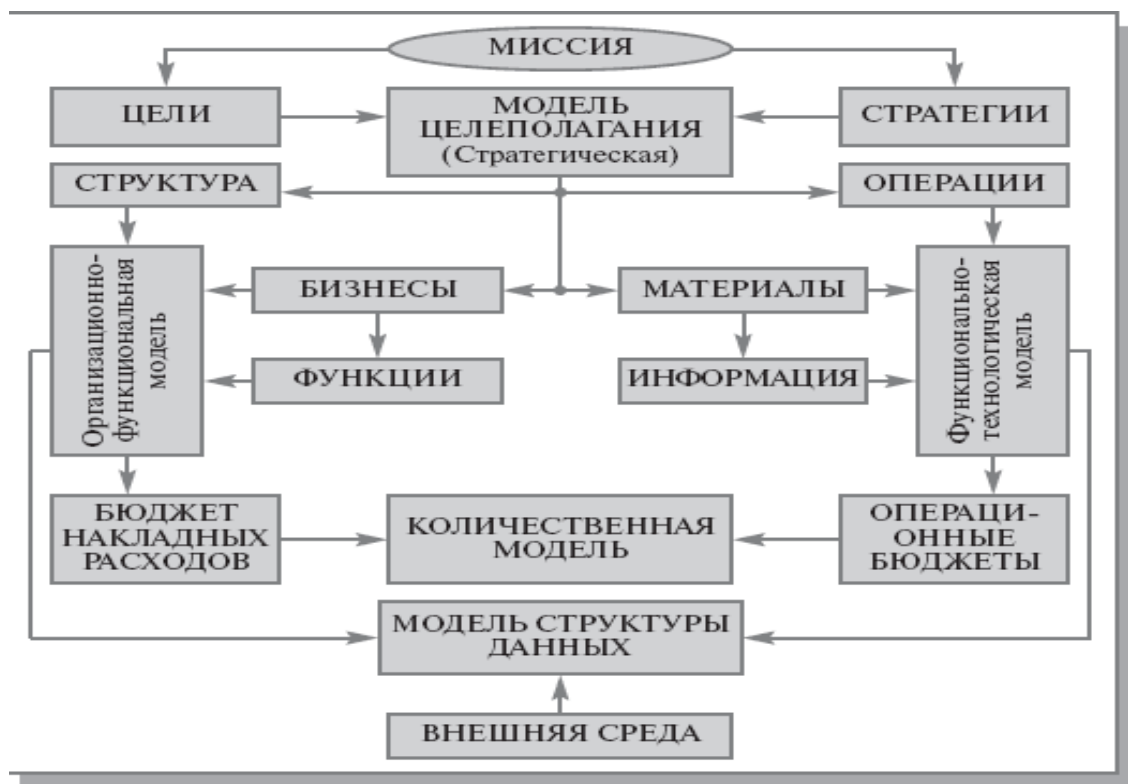 МИССИЯ
ЦЕЛИ
МОДЕЛЬ
ЦЕЛЕПОЛАГАНИЯ
(Стратегическая)
СТРАТЕГИИ
СТРУКТУРА
ОПЕРАЦИИ
Организационно-
функциональная
модель
БИЗНЕСЫ
МАТЕРИАЛЫ
Функционально-
технологическая
модель
ФУНКЦИИ
ИНФОРМАЦИЯ
БЮДЖЕТ
НАКЛАДНЫХ
РАСХОДОВ
КОЛИЧЕСТВЕННАЯ
МОДЕЛЬ
ОПЕРАЦИ-
ОННЫЕ
БЮДЖЕТЫ
МОДЕЛЬ СТРУКТУРЫ
ДАННЫХ
ВНЕШНЯЯ СРЕДА